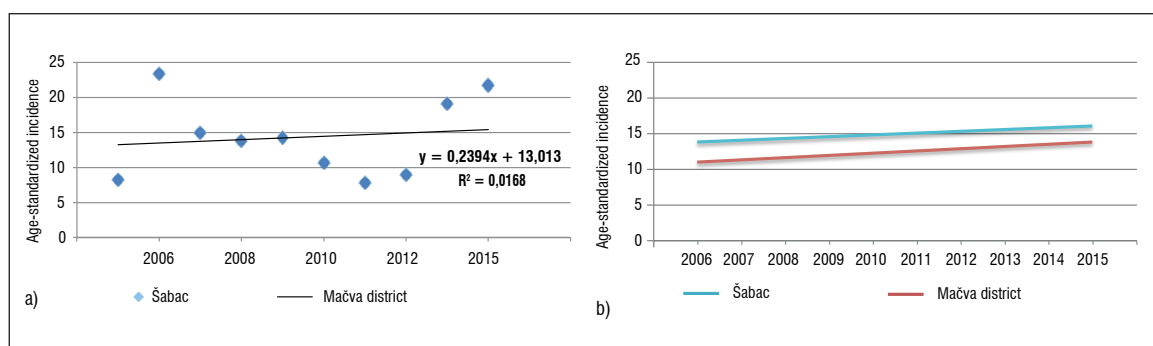 Age-standardized incidence
25
20
15
10
5
0
y = 0,2394x + 13,013
R² = 0,0168
2006 2008 2010 2012 2015
a)
Šabac Mačva district
Age-standardized incidence
25
20
15
10
5
0
2006 2007 2008 2009 2010 2011 2012 2013 2014 2015
b)
Šabac Mačva district